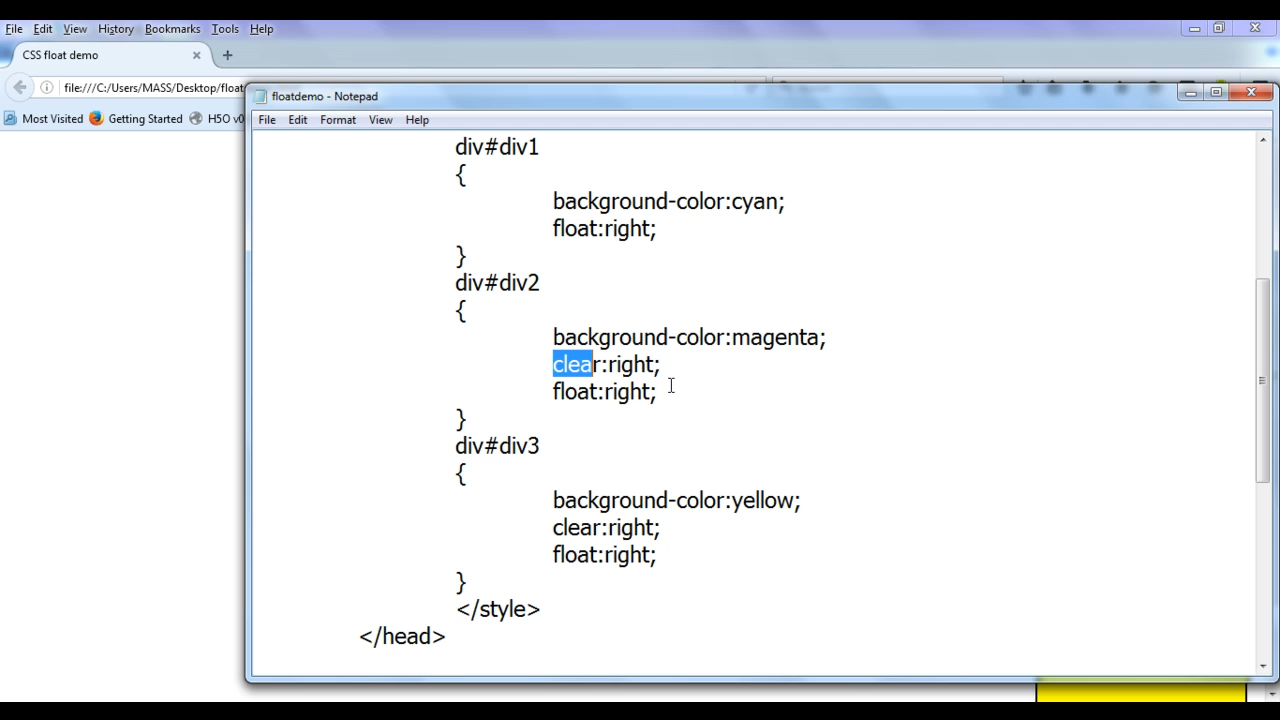 File Edit View History Bookmarks Tools Help
CSS float demo
file:///C:/Users/MASS/Desktop/float
Most Visited Getting Started H5O v0
floatdemo - Notepad
File Edit Format View Help
div#div1
{
background-color:cyan;
float:right;
}
div#div2
{
background-color:magenta;
clear:right;
float:right;
}
div#div3
{
background-color:yellow;
clear:right;
float:right;
}
</style>
</head>